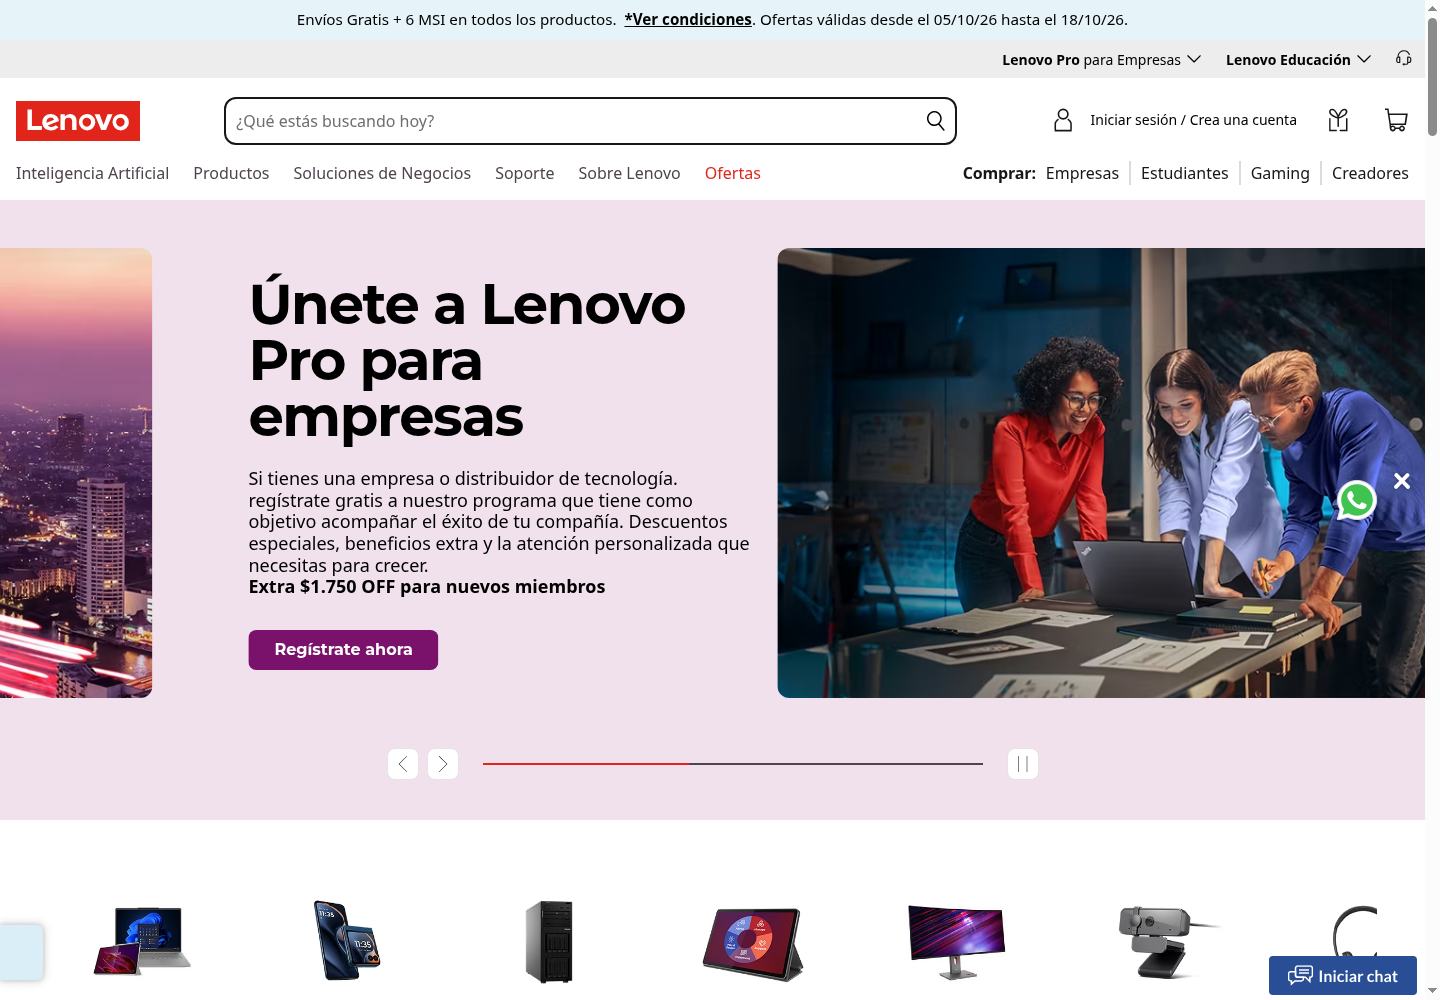 Envíos Gratis + 6 MSI en todos los productos. *Ver condiciones. Ofertas válidas desde el 05/10/26 hasta el 18/10/26.
Lenovo Pro para Empresas
Lenovo Educación
Lenovo
¿Qué estás buscando hoy?
Iniciar sesión / Crea una cuenta
Inteligencia Artificial
Productos
Soluciones de Negocios
Soporte
Sobre Lenovo
Ofertas
Comprar:
Empresas
Estudiantes
Gaming
Creadores
Únete a Lenovo
Pro para
empresas
Si tienes una empresa o distribuidor de tecnología.
regístrate gratis a nuestro programa que tiene como
objetivo acompañar el éxito de tu compañía. Descuentos
especiales, beneficios extra y la atención personalizada que
necesitas para crecer.
Extra $1.750 OFF para nuevos miembros
Regístrate ahora
11:35
11:35
Iniciar chat